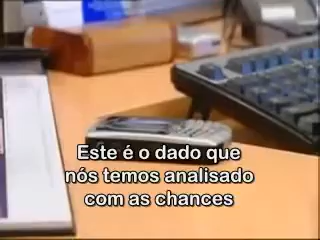 Este é o dado que
nós temos analisado
com as chances